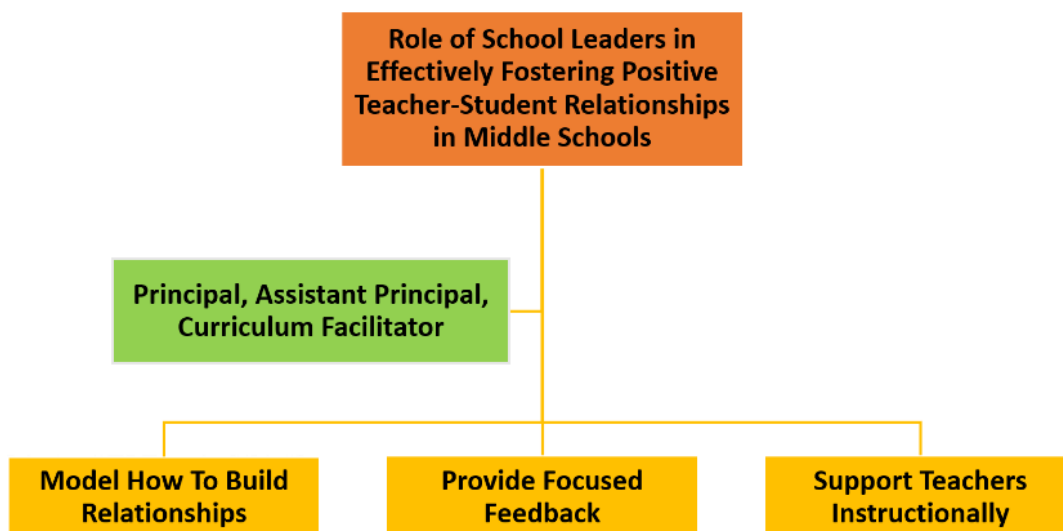 Role of School Leaders in
Effectively Fostering Positive
Teacher-Student Relationships
in Middle Schools
Principal, Assistant Principal,
Curriculum Facilitator
Model How To Build
Relationships
Provide Focused
Feedback
Support Teachers
Instructionally